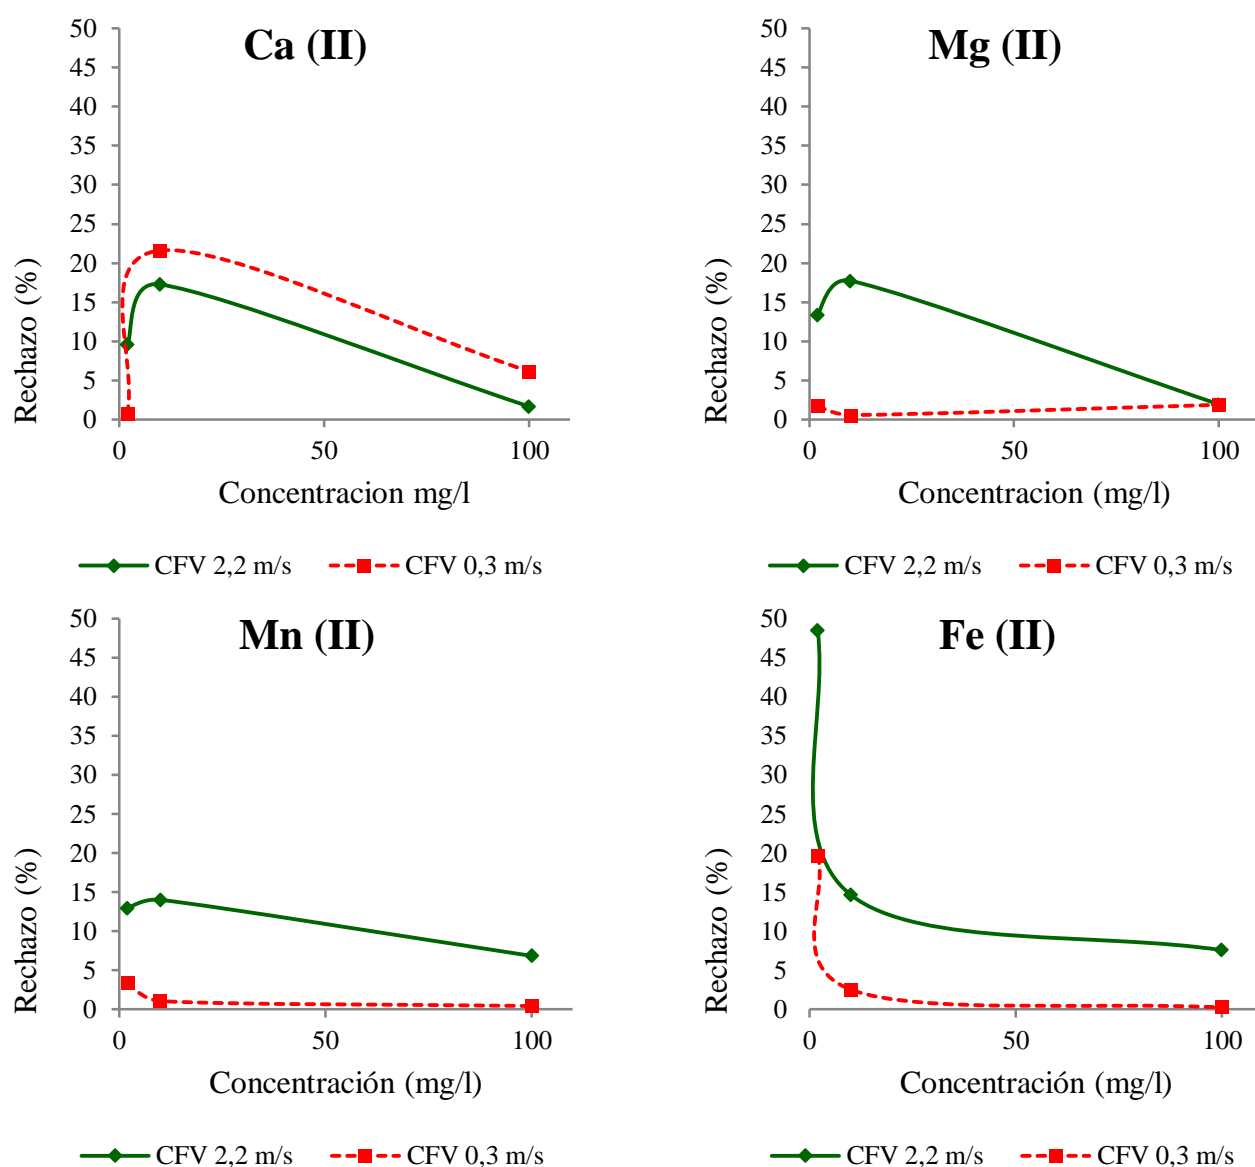 Ca (II)
50
45
40
35
30
25
20
15
10
5
0
Rechazo (%)
0 50 100
Concentracion mg/l
CFV 2,2 m/s CFV 0,3 m/s
Mg (II)
50
45
40
35
30
25
20
15
10
5
0
Rechazo (%)
0 50 100
Concentracion (mg/l)
CFV 2,2 m/s CFV 0,3 m/s
Mn (II)
50
45
40
35
30
25
20
15
10
5
0
Rechazo (%)
0 50 100
Concentración (mg/l)
CFV 2,2 m/s CFV 0,3 m/s
Fe (II)
50
45
40
35
30
25
20
15
10
5
0
Rechazo (%)
0 50 100
Concentración (mg/l)
CFV 2,2 m/s CFV 0,3 m/s